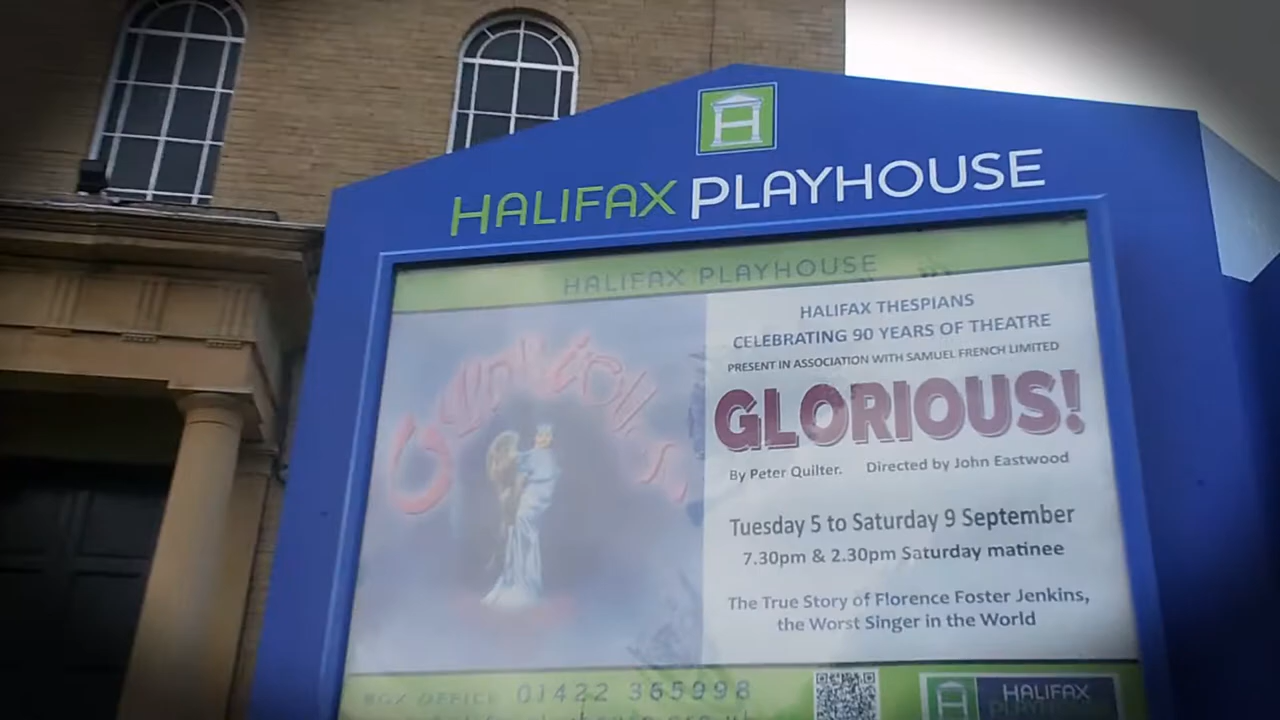 HALIFAX PLAYHOUSE
HALIFAX PLAYHOUSE
HALIFAX THESPIANS
CELEBRATING 90 YEARS OF THEATRE
PRESENT IN ASSOCIATION WITH SAMUEL FRENCH LIMITED
Glorious
GLORIOUS!
By Peter Quilter. Directed by John Eastwood
Tuesday 5 to Saturday 9 September
7.30pm & 2.30pm Saturday matinee
The True Story of Florence Foster Jenkins,
the Worst Singer in the World
BOX OFFICE 01422 365998
HALIFAX
PLAYHOUSE